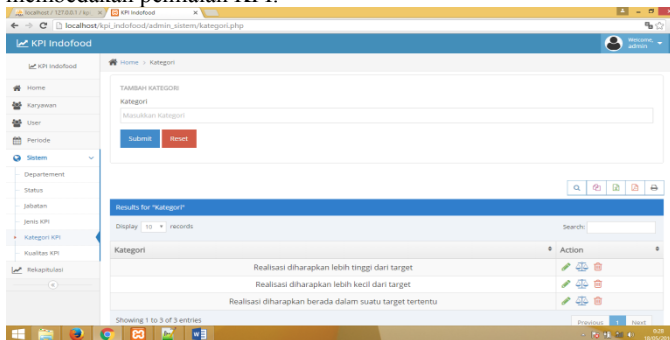 membedakan penilaian KPI.
localhost / 127.0.0.1 / kpi
KPI Indofood
localhost/kpi_indofood/admin_sistem/kategori.php
KPI Indofood
Welcome, admin
KPI Indofood
Home > Kategori
Home
Karyawan
User
Periode
Sistem
Departement
Status
Jabatan
Jenis KPI
Kategori KPI
Kualitas KPI
Rekapitulasi
TAMBAH KATEGORI
Kategori
Masukkan Kategori
Submit Reset
Results for "Kategori"
Display 10 records Search:
Kategori Action
Realisasi diharapkan lebih tinggi dari target
Realisasi diharapkan lebih kecil dari target
Realisasi diharapkan berada dalam suatu target tertentu
Showing 1 to 3 of 3 entries Previous 1 Next